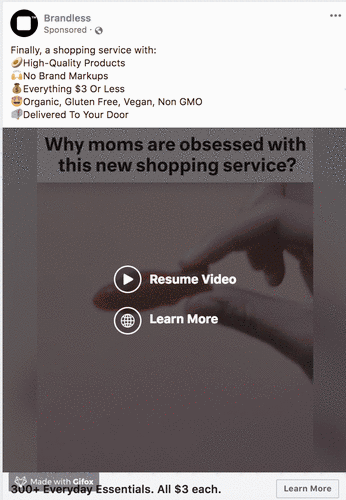 Brandless
Sponsored ·
Finally, a shopping service with:
🥜High-Quality Products
🙌No Brand Markups
💰Everything $3 Or Less
🤩Organic, Gluten Free, Vegan, Non GMO
📫Delivered To Your Door
Why moms are obsessed with
this new shopping service?
Resume Video
Learn More
Made with Gifox
300+ Everyday Essentials. All $3 each.
Learn More